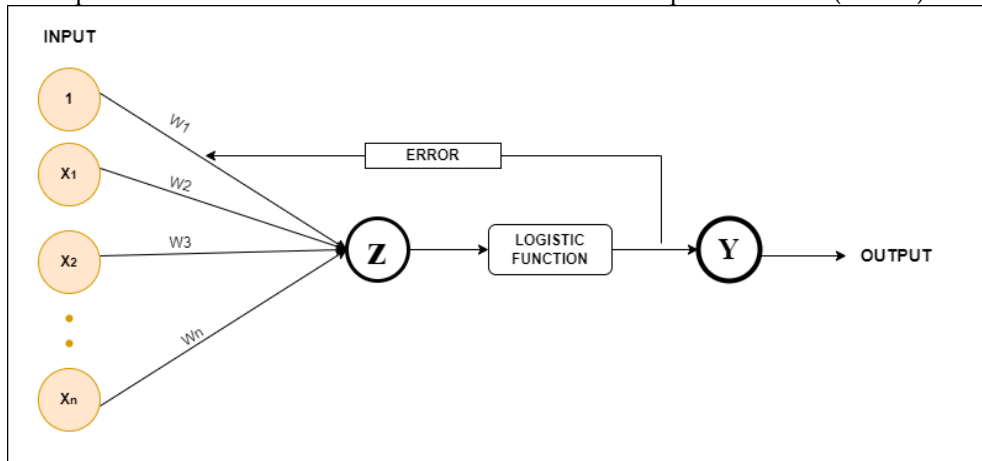 INPUT
1
W1
ERROR
X1
W2
W3
X2
Z
LOGISTIC
FUNCTION
Y
OUTPUT
Wn
Xn